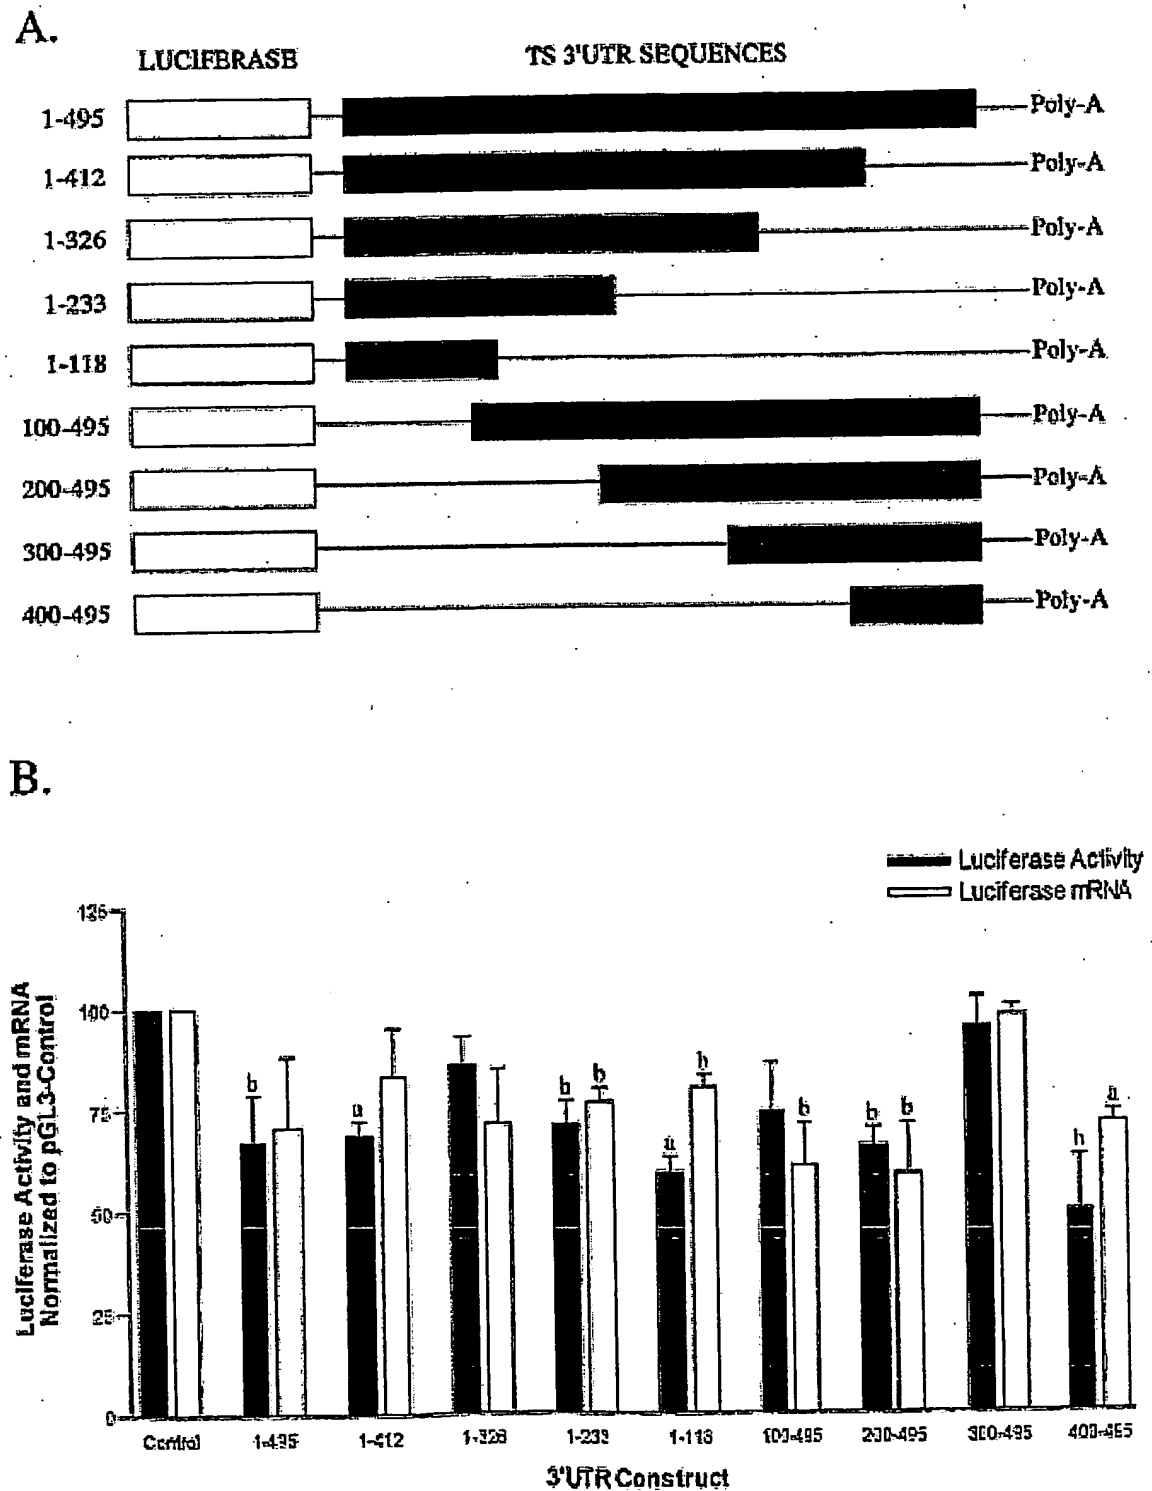 A.
LUCIFERASE TS 3'UTR SEQUENCES
1-495 Poly-A
1-412 Poly-A
1-326 Poly-A
1-233 Poly-A
1-118 Poly-A
100-495 Poly-A
200-495 Poly-A
300-495 Poly-A
400-495 Poly-A
B.
Luciferase Activity
Luciferase mRNA
Luciferase Activity and mRNA
Normalized to pGL3-Control
125
100
75
50
25
0
b a b b a b b b b b a
Control 1-495 1-412 1-326 1-233 1-118 100-495 200-495 300-495 400-495
3'UTR Construct